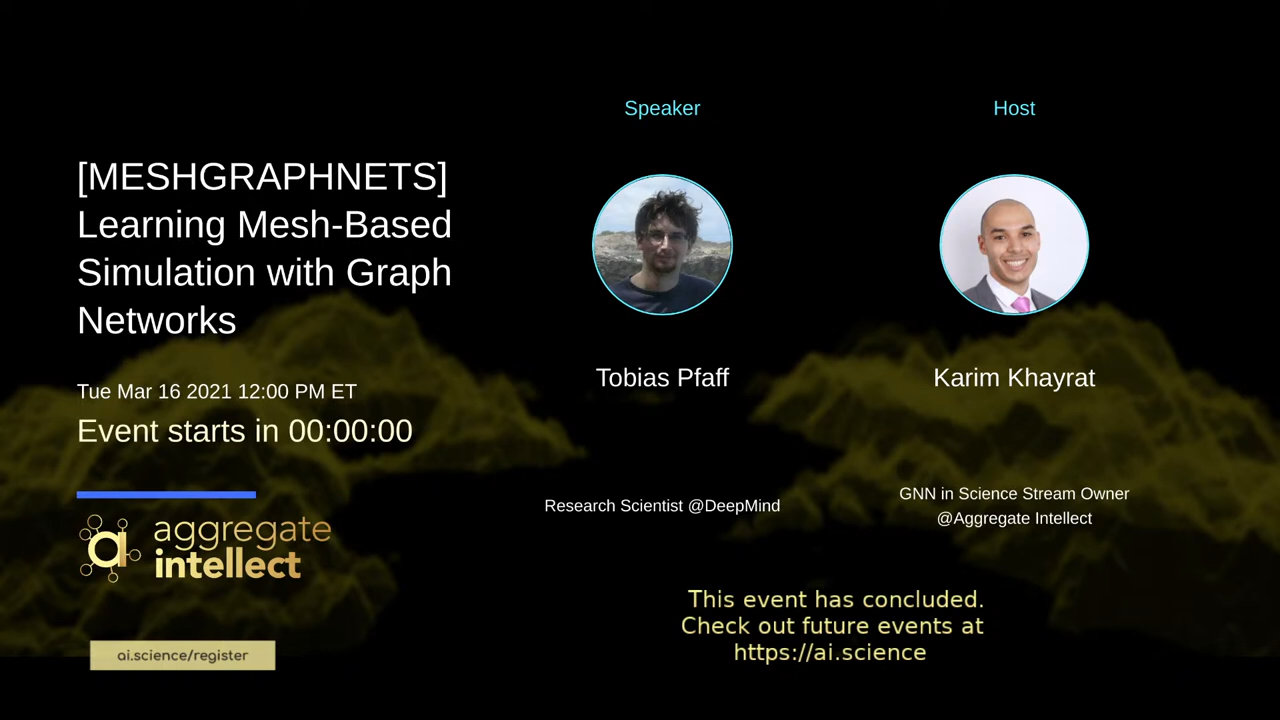 [MESHGRAPHNETS]
Learning Mesh-Based
Simulation with Graph
Networks
Tue Mar 16 2021 12:00 PM ET
Event starts in 00:00:00
aggregate
intellect
ai.science/register
Speaker
Tobias Pfaff
Research Scientist @DeepMind
Host
Karim Khayrat
GNN in Science Stream Owner
@Aggregate Intellect
This event has concluded.
Check out future events at
https://ai.science